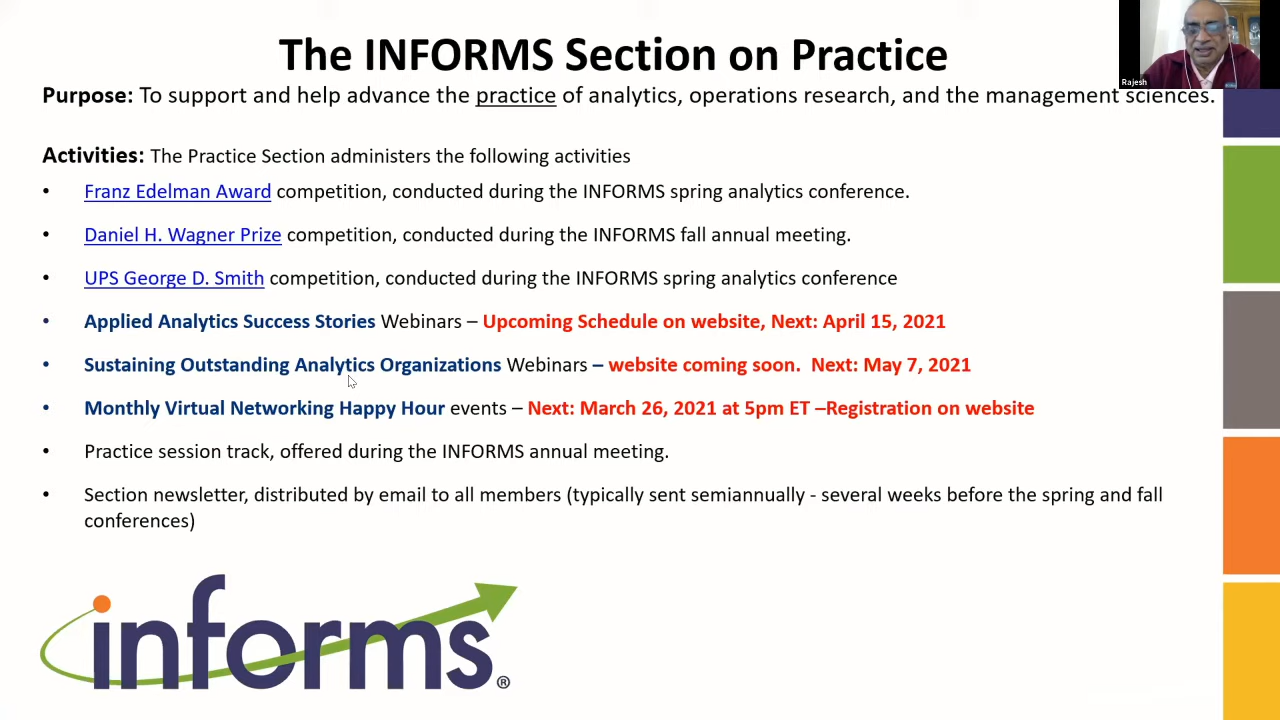 The INFORMS Section on Practice
Rajesh
Purpose: To support and help advance the practice of analytics, operations research, and the management sciences.
Activities: The Practice Section administers the following activities
• Franz Edelman Award competition, conducted during the INFORMS spring analytics conference.
• Daniel H. Wagner Prize competition, conducted during the INFORMS fall annual meeting.
• UPS George D. Smith competition, conducted during the INFORMS spring analytics conference
• Applied Analytics Success Stories Webinars – Upcoming Schedule on website, Next: April 15, 2021
• Sustaining Outstanding Analytics Organizations Webinars – website coming soon.  Next: May 7, 2021
• Monthly Virtual Networking Happy Hour events – Next: March 26, 2021 at 5pm ET –Registration on website
• Practice session track, offered during the INFORMS annual meeting.
• Section newsletter, distributed by email to all members (typically sent semiannually - several weeks before the spring and fall
conferences)
informs®